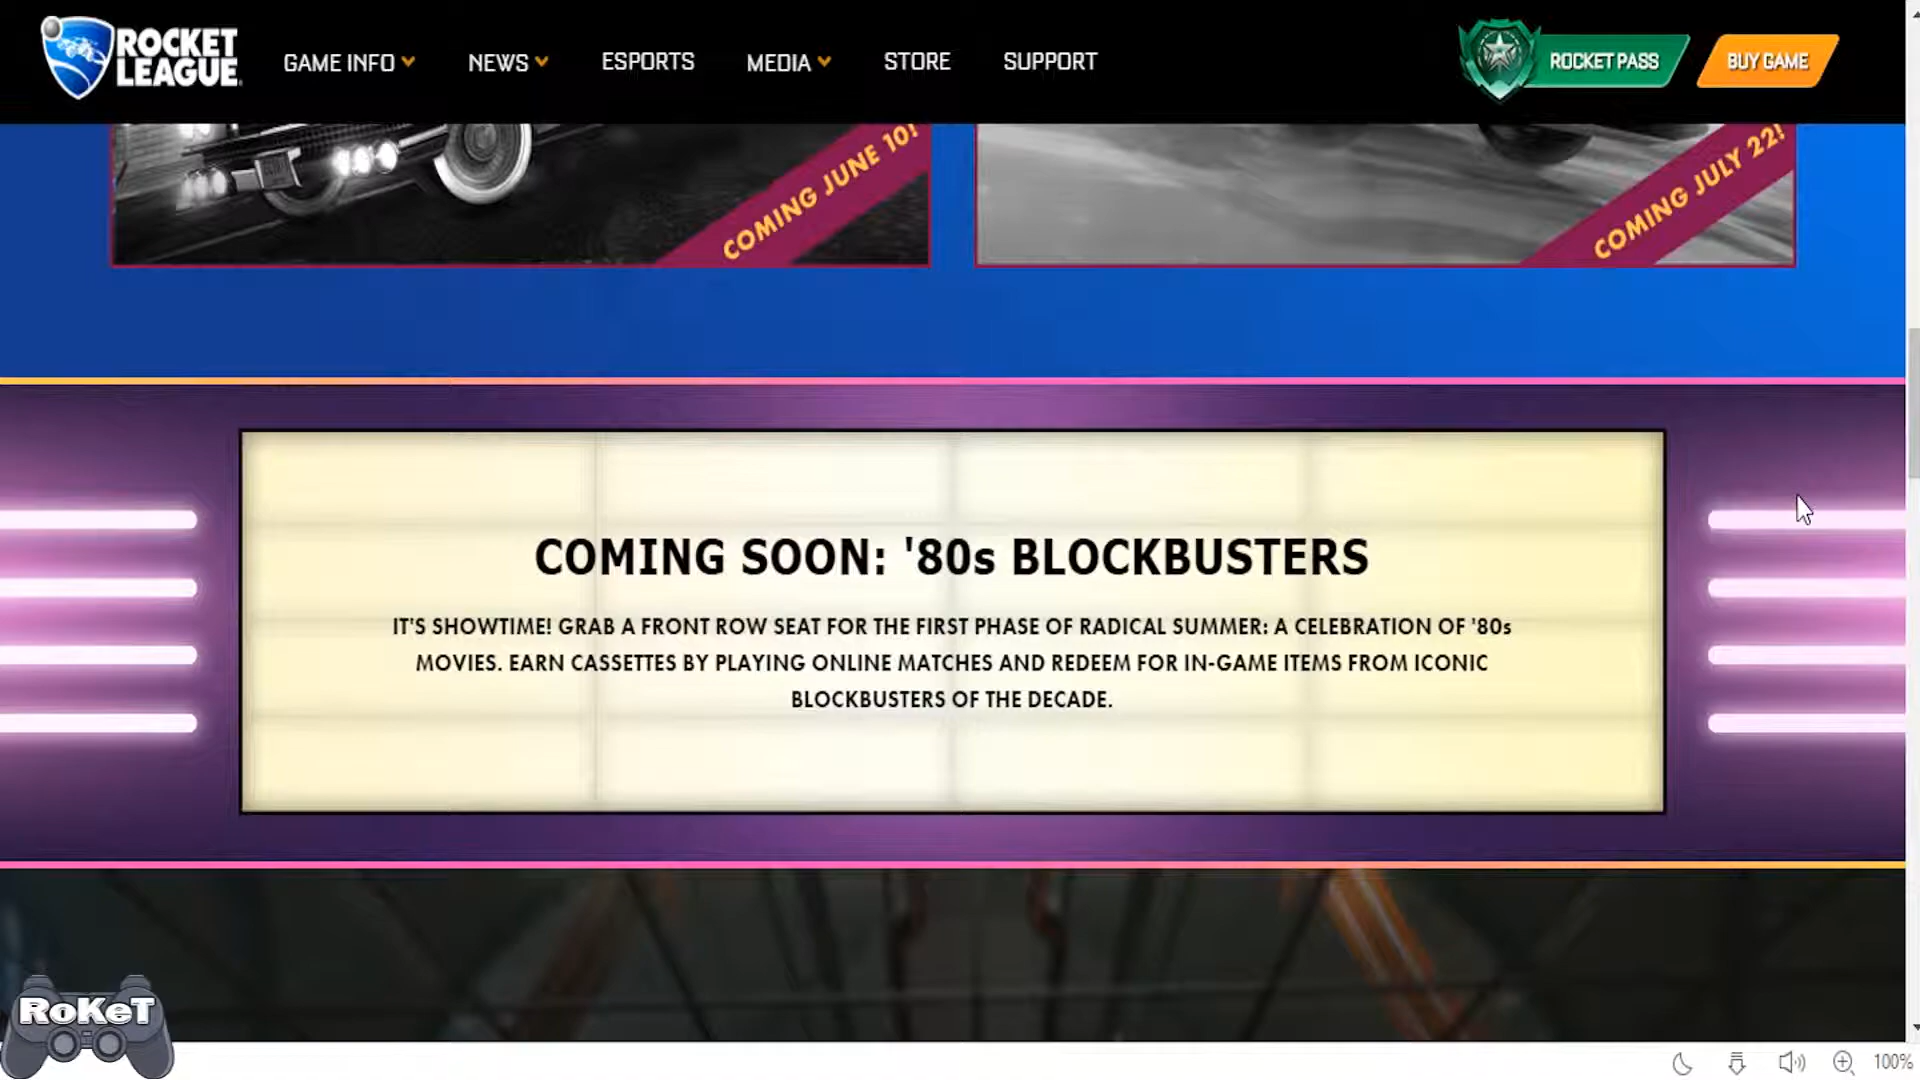 ROCKET LEAGUE
GAME INFO
NEWS
ESPORTS
MEDIA
STORE
SUPPORT
ROCKET PASS
BUY GAME
COMING JUNE 10!
COMING JULY 22!
COMING SOON: '80s BLOCKBUSTERS
IT'S SHOWTIME! GRAB A FRONT ROW SEAT FOR THE FIRST PHASE OF RADICAL SUMMER: A CELEBRATION OF '80s
MOVIES. EARN CASSETTES BY PLAYING ONLINE MATCHES AND REDEEM FOR IN-GAME ITEMS FROM ICONIC
BLOCKBUSTERS OF THE DECADE.
RoKeT
100%